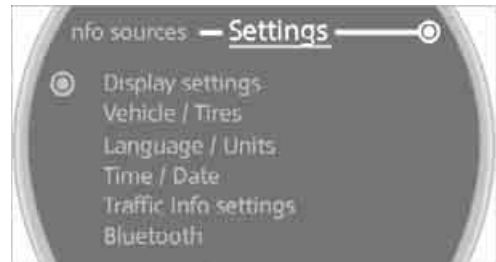 nfo sources Settings
Display settings
Vehicle / Tires
Language / Units
Time / Date
Traffic Info settings
Bluetooth